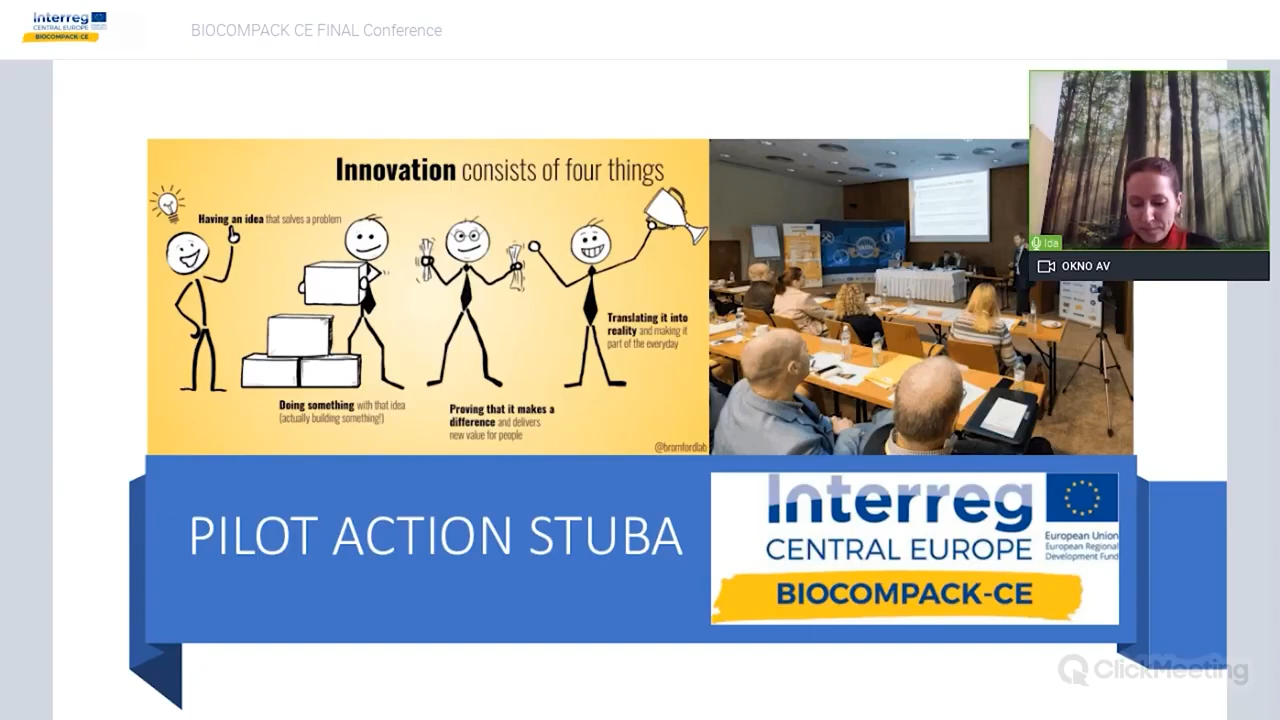 Interreg
CENTRAL EUROPE
BIOCOMPACK-CE
BIOCOMPACK CE FINAL Conference
Innovation consists of four things
Having an idea that solves a problem
Doing something with that idea
(actually building something!)
Proving that it makes a
difference and delivers
new value for people
Translating it into
reality and making it
part of the everyday
@bromfordlab
Ida
OKNO AV
PILOT ACTION STUBA
Interreg
CENTRAL EUROPE
European Union
European Regional
Development Fund
BIOCOMPACK-CE
ClickMeeting